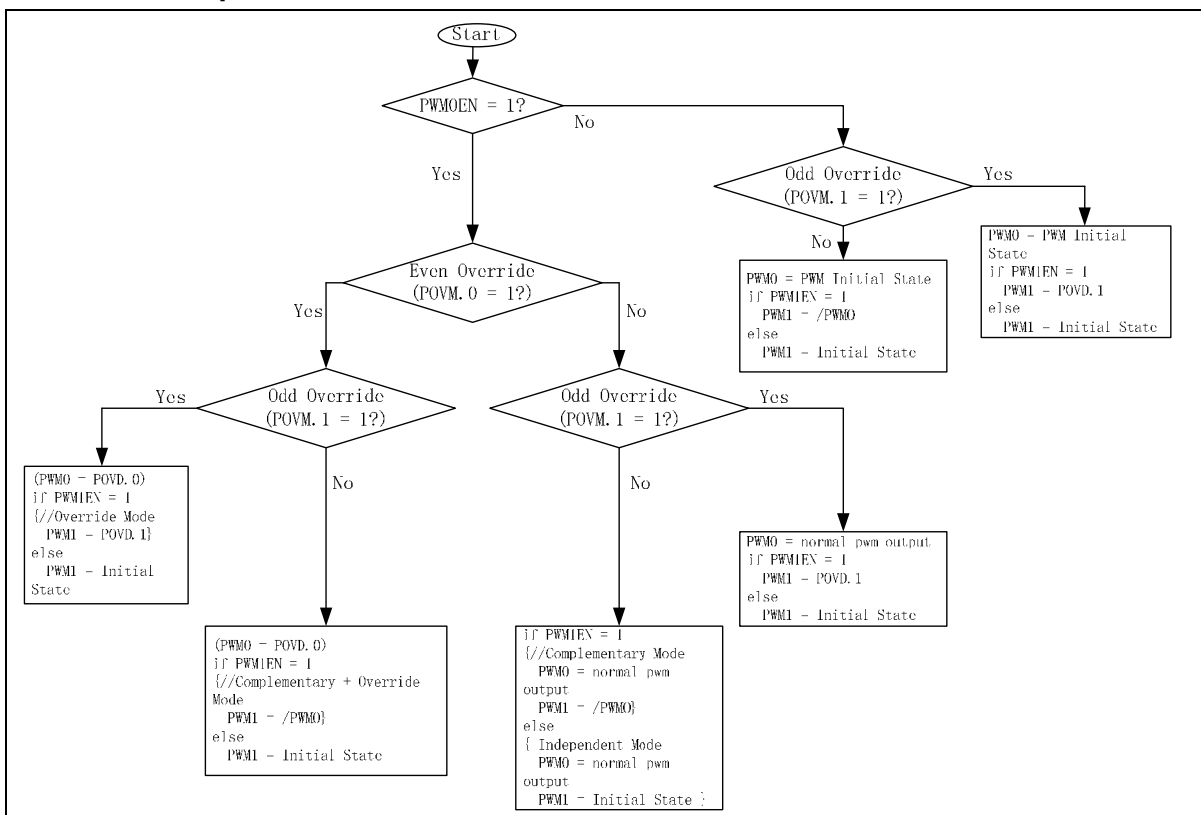 Start
PWM0EN = 1?
No
Yes
Odd Override
(POVM.1 = 1?)
Yes
No
PWM0 = PWM Initial
State
if PWM1EN = 1
PWM1 = POVD.1
else
PWM1 = Initial State
PWM0 = PWM Initial State
if PWM1EN = 1
PWM1 = /PWM0
else
PWM1 = Initial State
Even Override
(POVM.0 = 1?)
Yes
No
Odd Override
(POVM.1 = 1?)
Yes
No
Odd Override
(POVM.1 = 1?)
Yes
No
(PWM0 = POVD.0)
if PWM1EN = 1
{//Override Mode
PWM1 = POVD.1}
else
PWM1 = Initial
State
PWM0 = normal pwm output
if PWM1EN = 1
PWM1 = POVD.1
else
PWM1 = Initial State
(PWM0 = POVD.0)
if PWM1EN = 1
{//Complementary + Override
Mode
PWM1 = /PWM0}
else
PWM1 = Initial State
if PWM1EN = 1
{//Complementary Mode
PWM0 = normal pwm
output
PWM1 = /PWM0}
else
{ Independent Mode
PWM0 = normal pwm
output
PWM1 = Initial State }